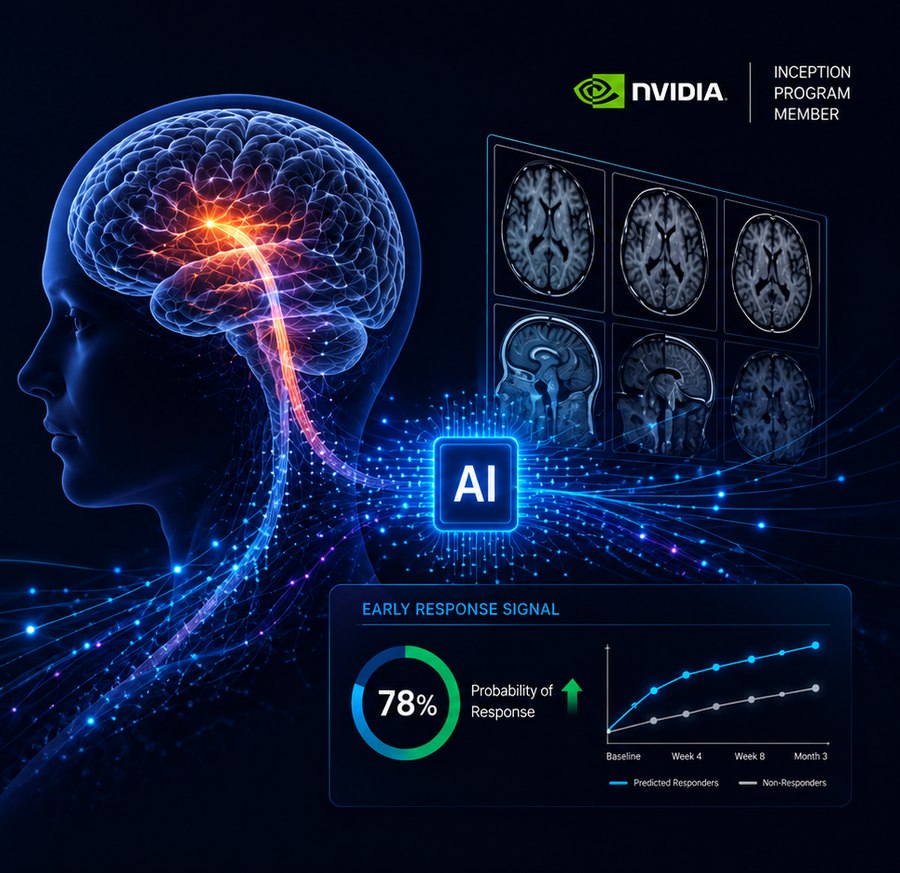 NVIDIA.
INCEPTION
PROGRAM
MEMBER
AI
EARLY RESPONSE SIGNAL
78%
Probability of
Response
Baseline
Week 4
Week 8
Month 3
Predicted Responders
Non-Responders